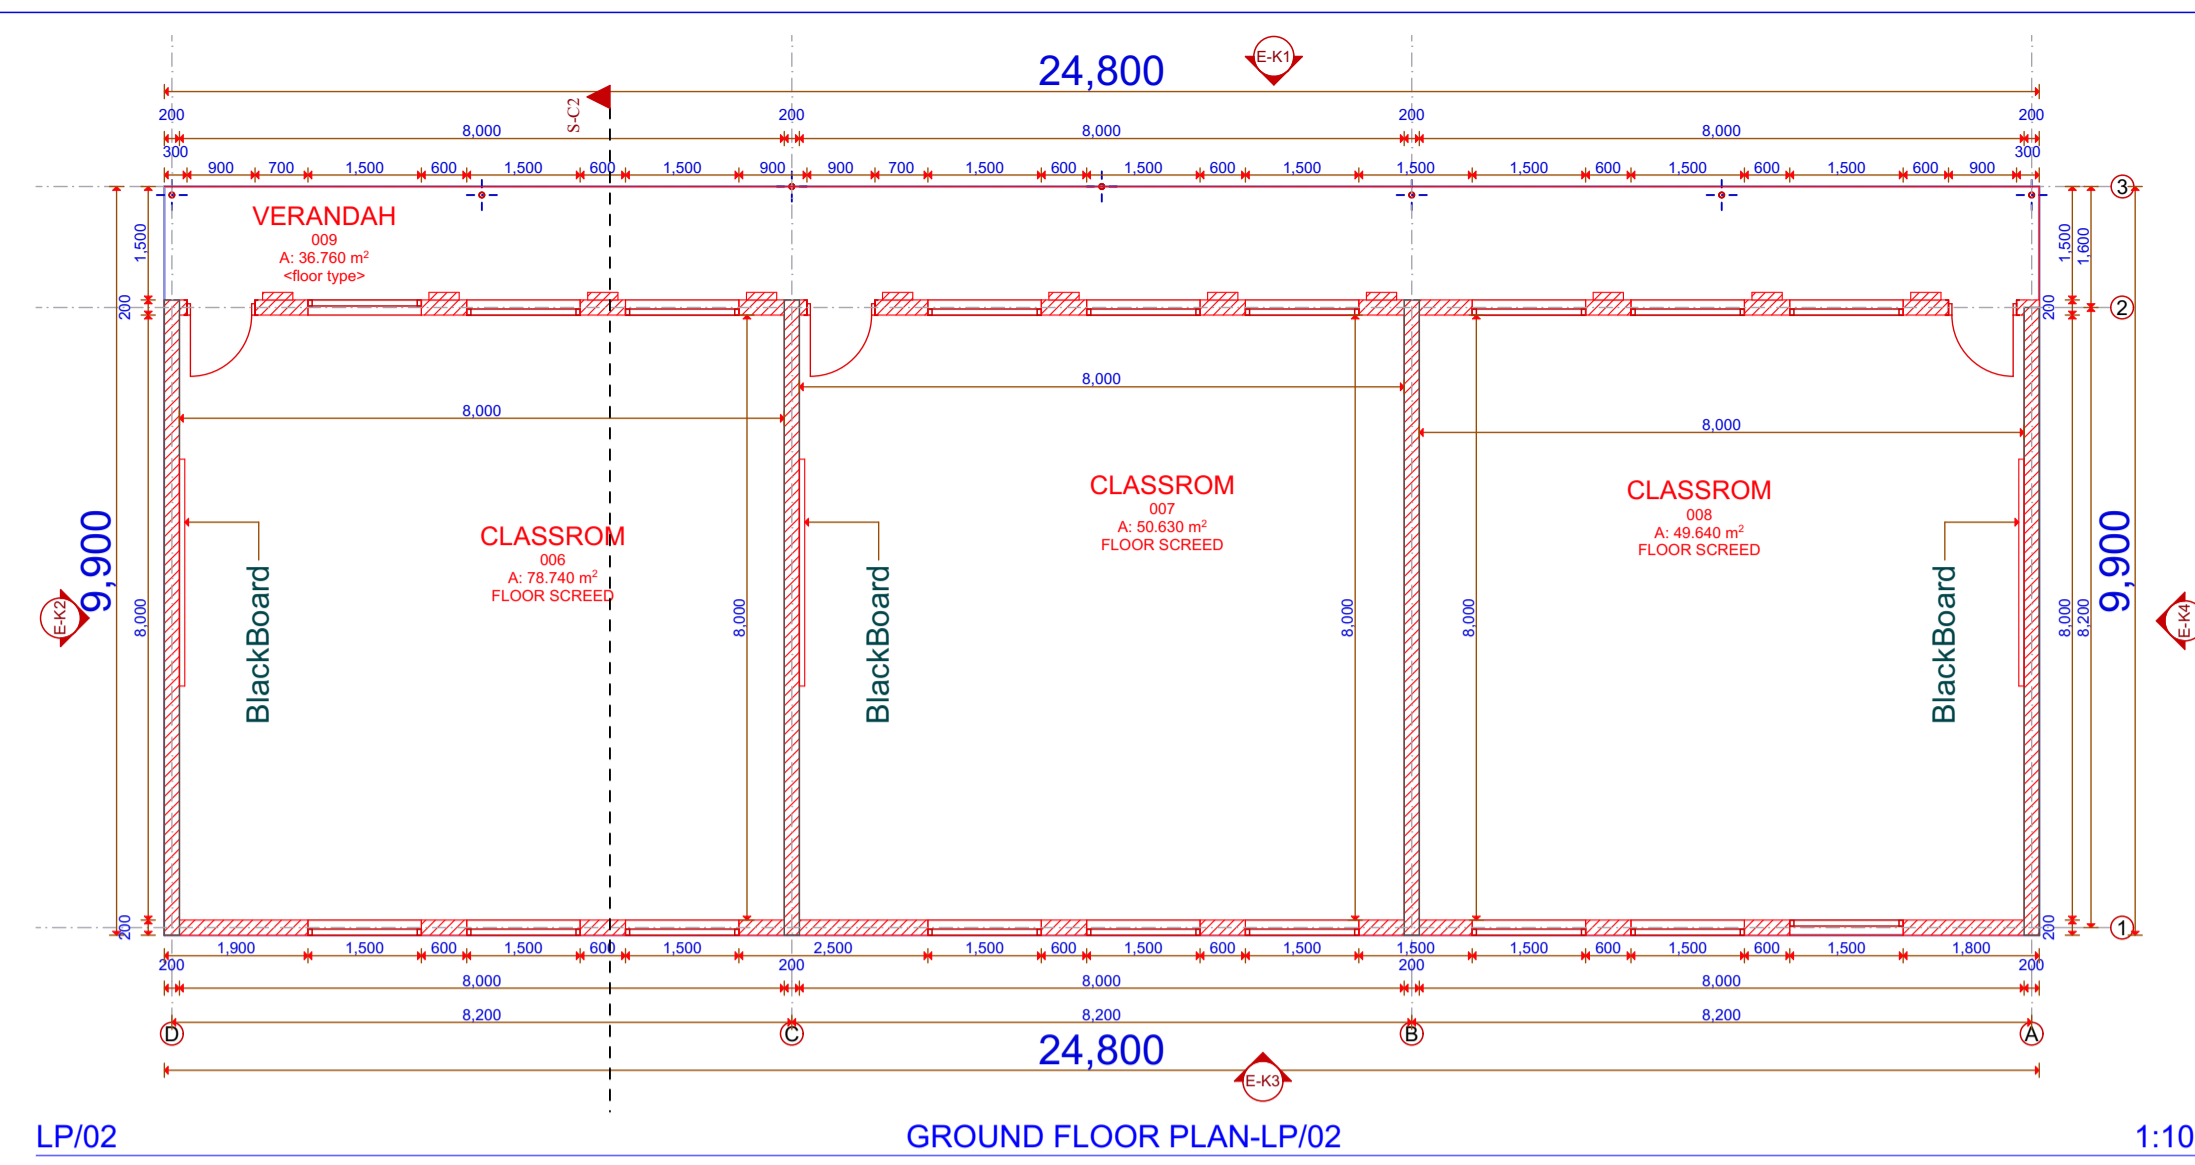 E-K1
24,800
S-C2
200 200 200 200
8,000 8,000 8,000
300 300
900 700 1,500 600 1,500 600 1,500 900 900 700 1,500 600 1,500 600 1,500 1,500 1,500 600 1,500 600 1,500 600 900
3
VERANDAH
009
A: 36.760 m²
<floor type>
1,500
1,500
1,600
200
200
2
8,000
8,000
8,000
CLASSROM
006
A: 78.740 m²
FLOOR SCREED
CLASSROM
007
A: 50.630 m²
FLOOR SCREED
CLASSROM
008
A: 49.640 m²
FLOOR SCREED
9,900
9,900
E-K2
E-K4
8,000
BlackBoard
8,000
BlackBoard
8,000
8,000
BlackBoard
8,000
8,200
200
200
1
1,900 1,500 600 1,500 600 1,500 2,500 1,500 600 1,500 600 1,500 1,500 1,500 600 1,500 600 1,500 1,800
200 200 200 200
8,000 8,000 8,000
8,200 8,200 8,200
D C B A
24,800
E-K3
LP/02 GROUND FLOOR PLAN-LP/02 1:10